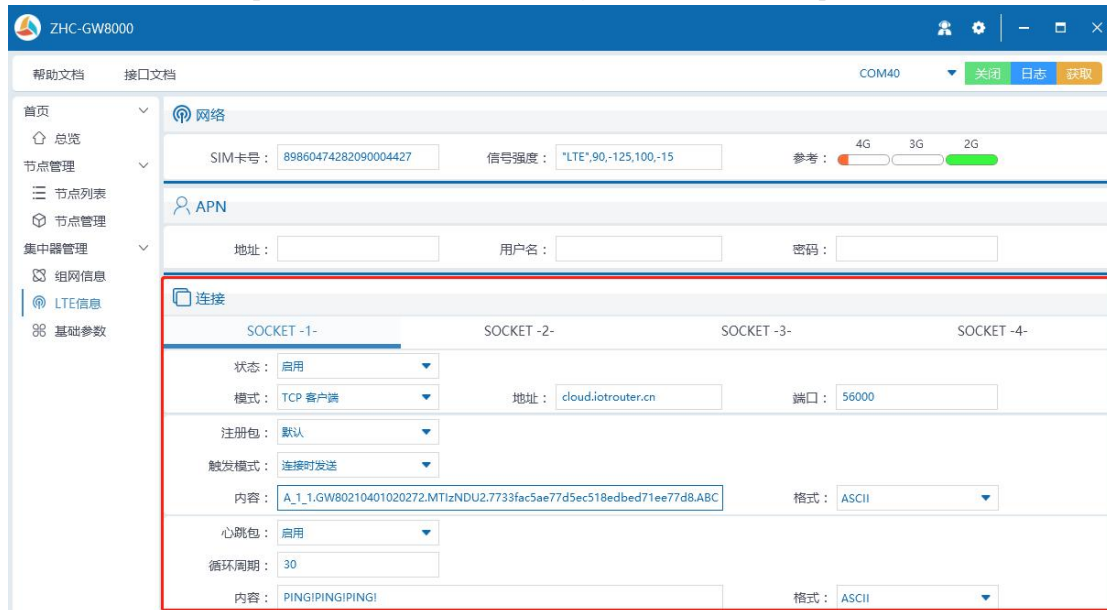 ZHC-GW8000
帮助文档 接口文档 COM40 关闭 日志 获取
首页
总览
节点管理
节点列表
节点管理
集中器管理
组网信息
LTE信息
基础参数
网络
SIM卡号： 89860474282090004427 信号强度： "LTE",90,-125,100,-15 参考： 4G 3G 2G
APN
地址： 用户名： 密码：
连接
SOCKET -1- SOCKET -2- SOCKET -3- SOCKET -4-
状态： 启用
模式： TCP 客户端 地址： cloud.iotrouter.cn 端口： 56000
注册包： 默认
触发模式： 连接时发送
内容： A_1_1.GW80210401020272.MTIzNDU2.7733fac5ae77d5ec518edbed71ee77d8.ABC 格式： ASCII
心跳包： 启用
循环周期： 30
内容： PING!PING!PING! 格式： ASCII